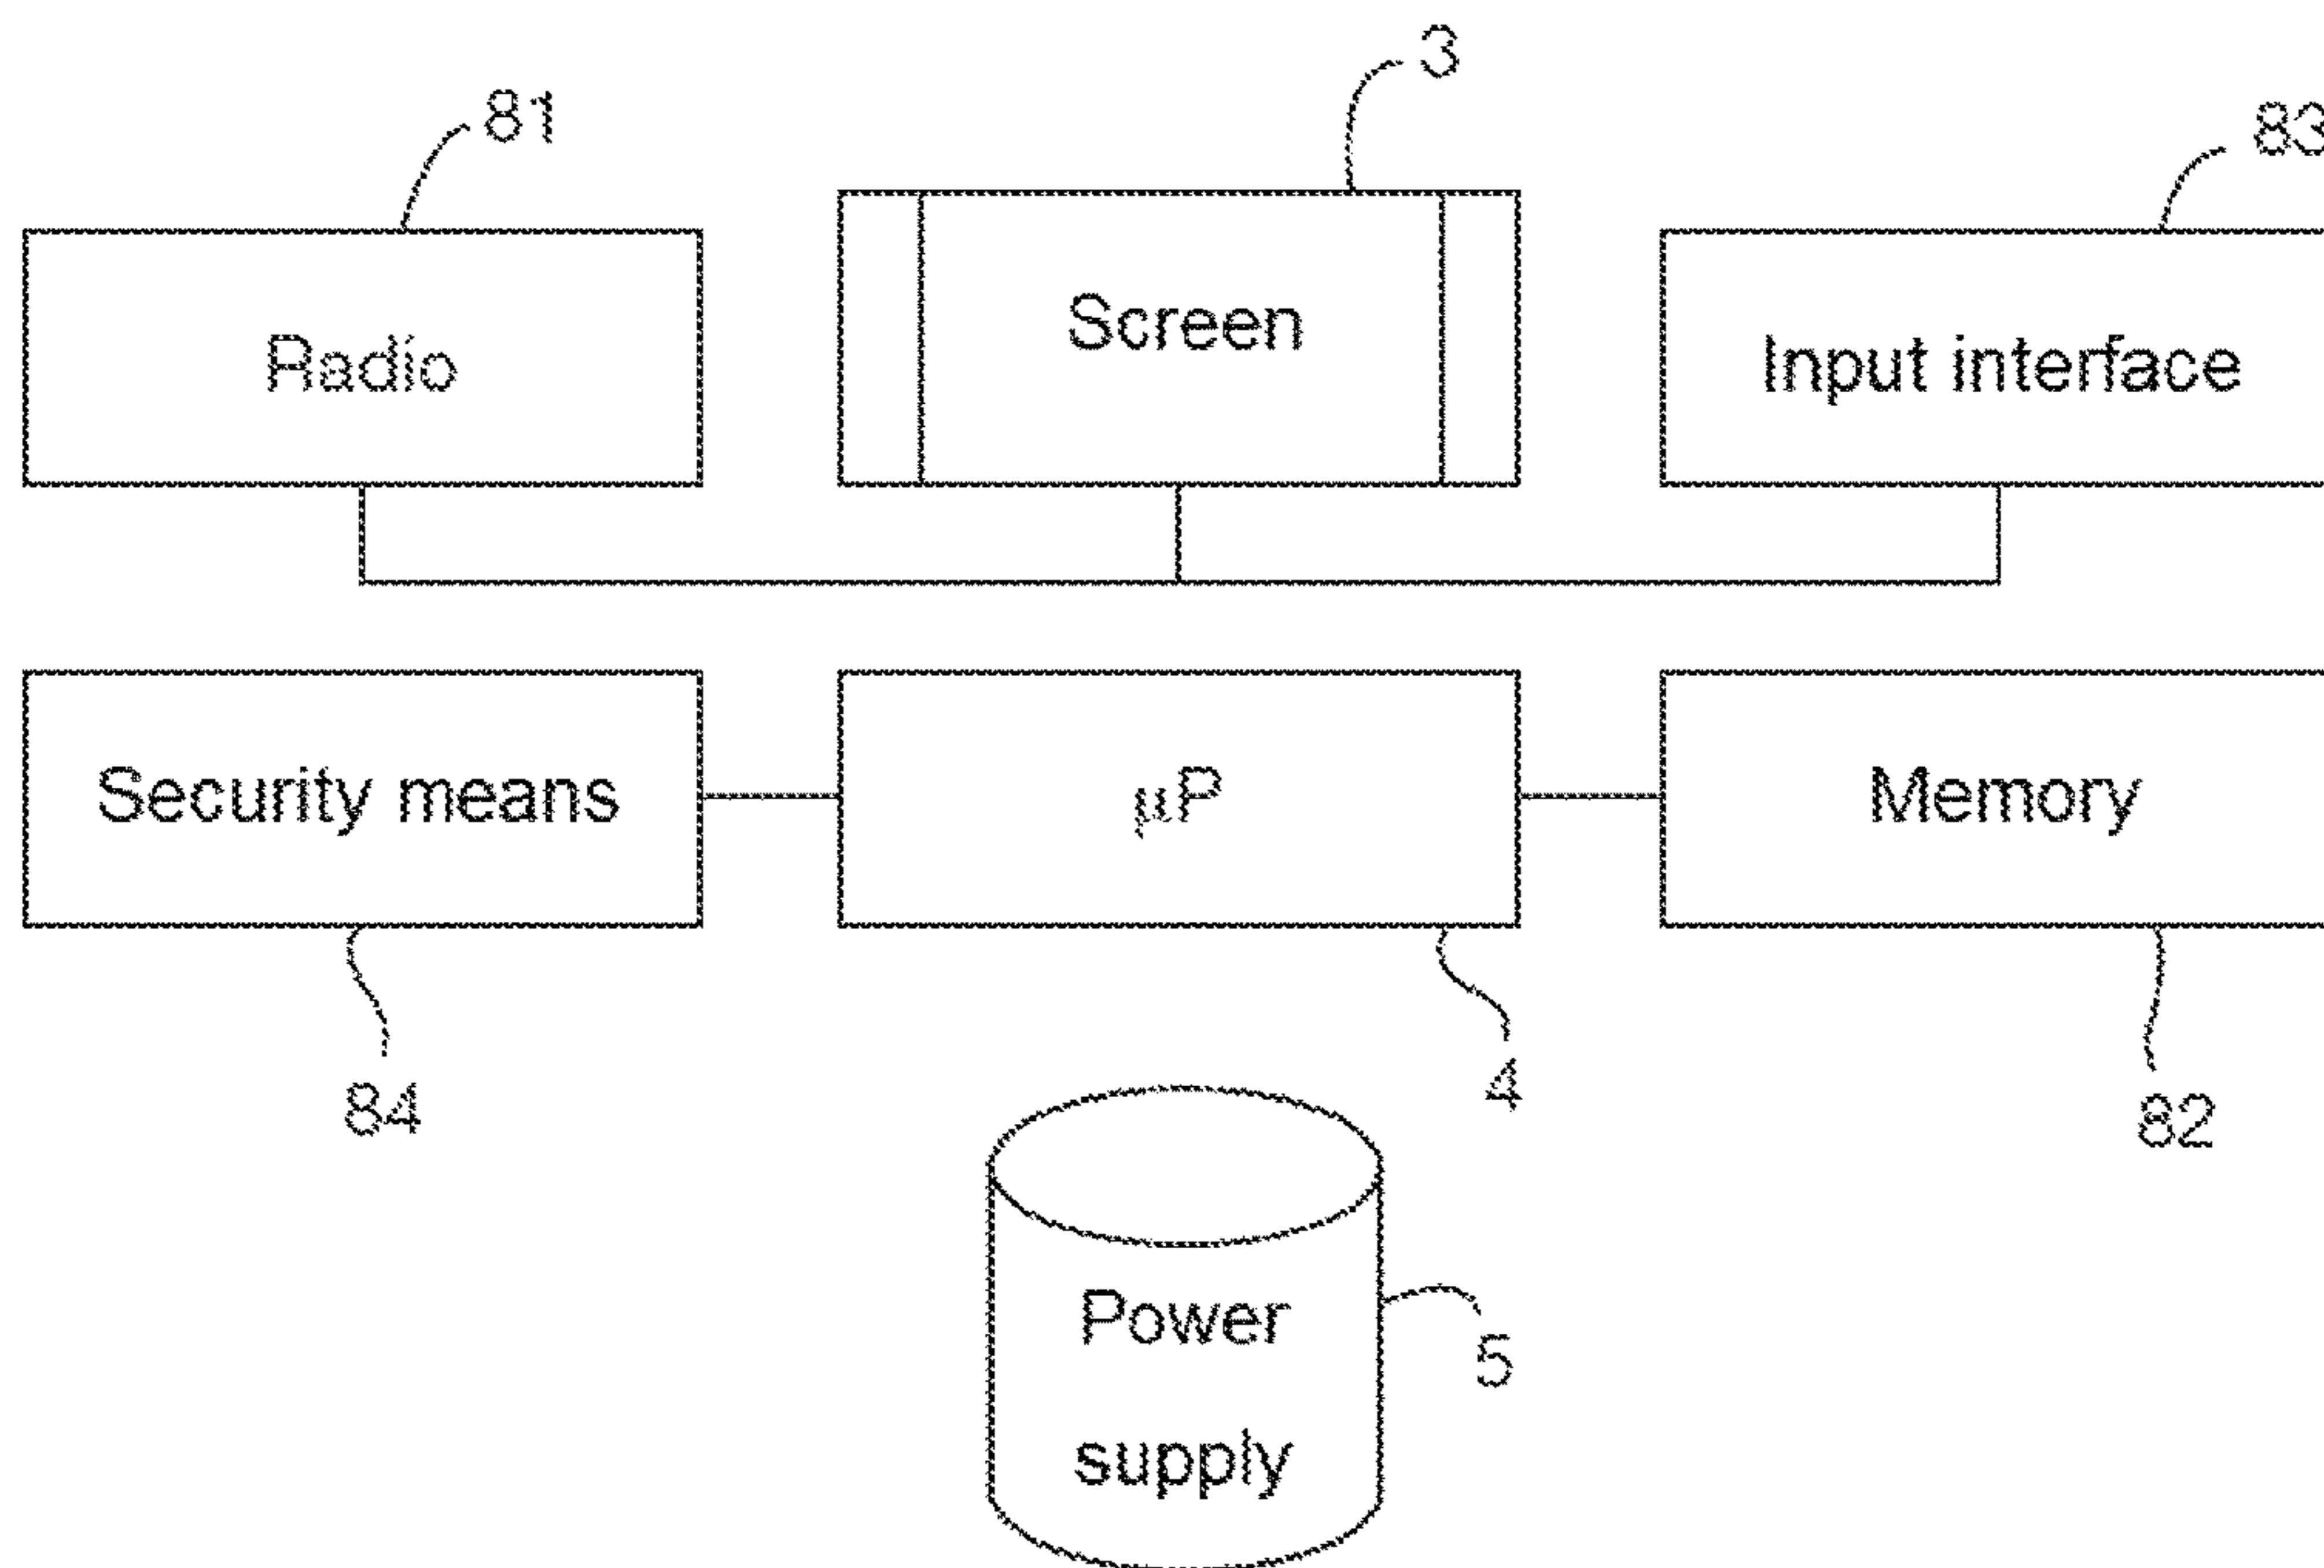 3
81
83
Screen
Radio
Input interface
Security means
μP
Memory
84
4
82
Power
supply
5